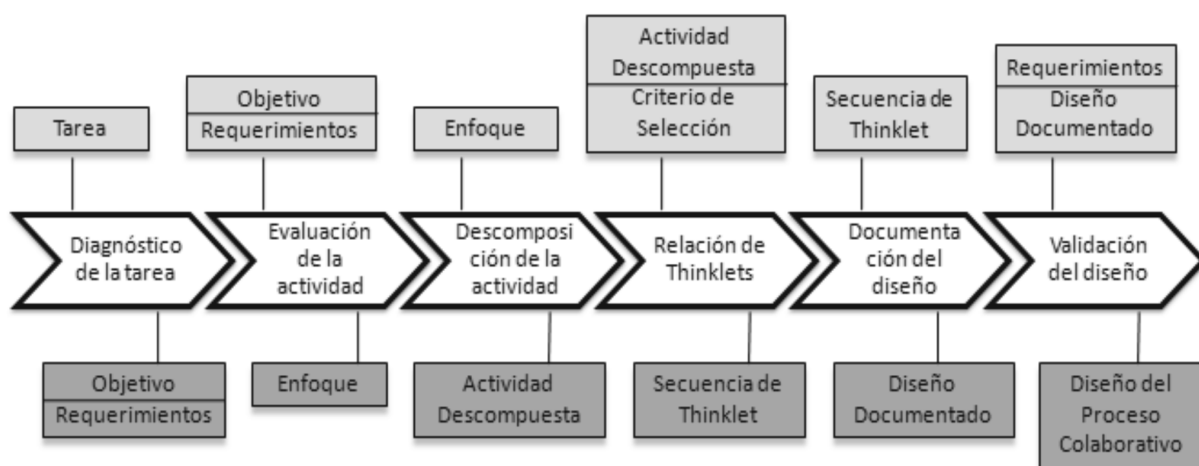 Tarea
Objetivo
Requerimientos
Enfoque
Actividad
Descompuesta
Criterio de
Selección
Secuencia de
Thinklet
Requerimientos
Diseño
Documentado
Diagnóstico
de la tarea
Evaluación
de la
actividad
Descomposi
ción de la
actividad
Relación de
Thinklets
Documenta
ción del
diseño
Validación
del diseño
Objetivo
Requerimientos
Enfoque
Actividad
Descompuesta
Secuencia de
Thinklet
Diseño
Documentado
Diseño del
Proceso
Colaborativo